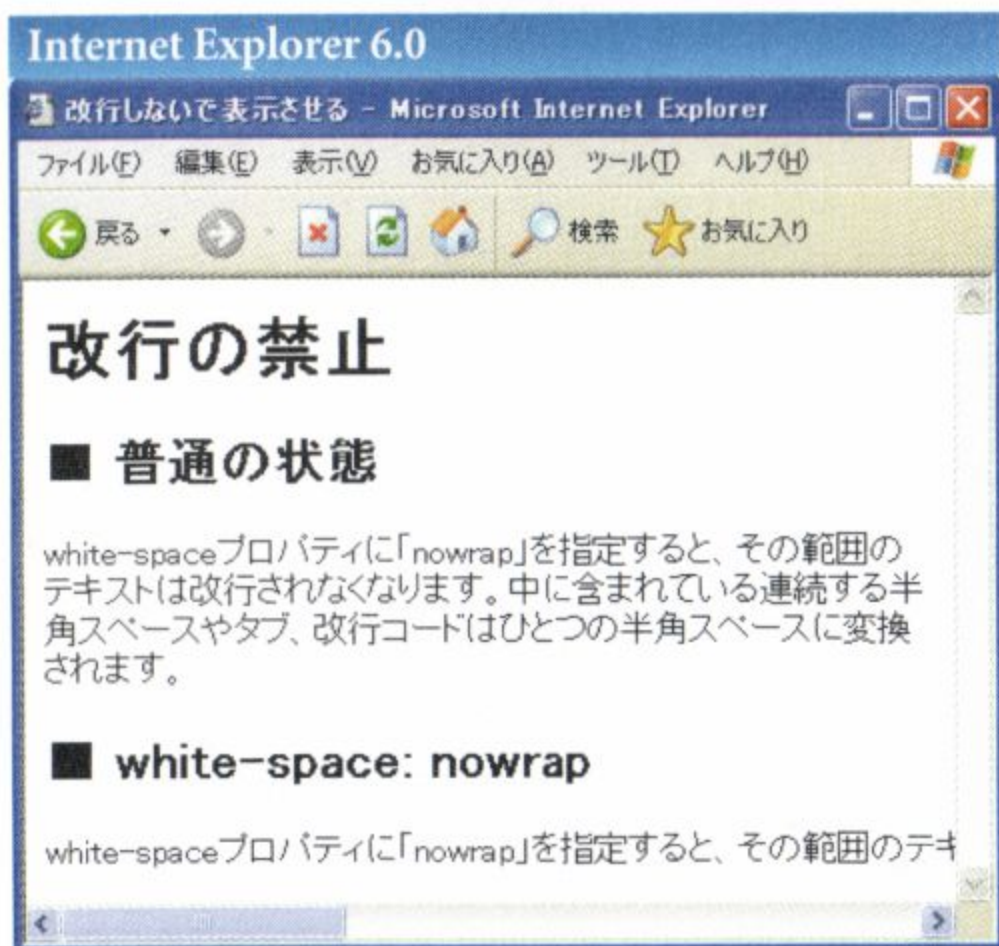 Internet Explorer 6.0
改行しないで表示させる - Microsoft Internet Explorer
ファイル(F) 編集(E) 表示(V) お気に入り(A) ツール(T) ヘルプ(H)
戻る 検索 お気に入り
改行の禁止
■ 普通の状態
white-spaceプロパティに「nowrap」を指定すると、その範囲の
テキストは改行されなくなります。中に含まれている連続する半
角スペースやタブ、改行コードはひとつの半角スペースに変換
されます。
■ white-space: nowrap
white-spaceプロパティに「nowrap」を指定すると、その範囲のテキ